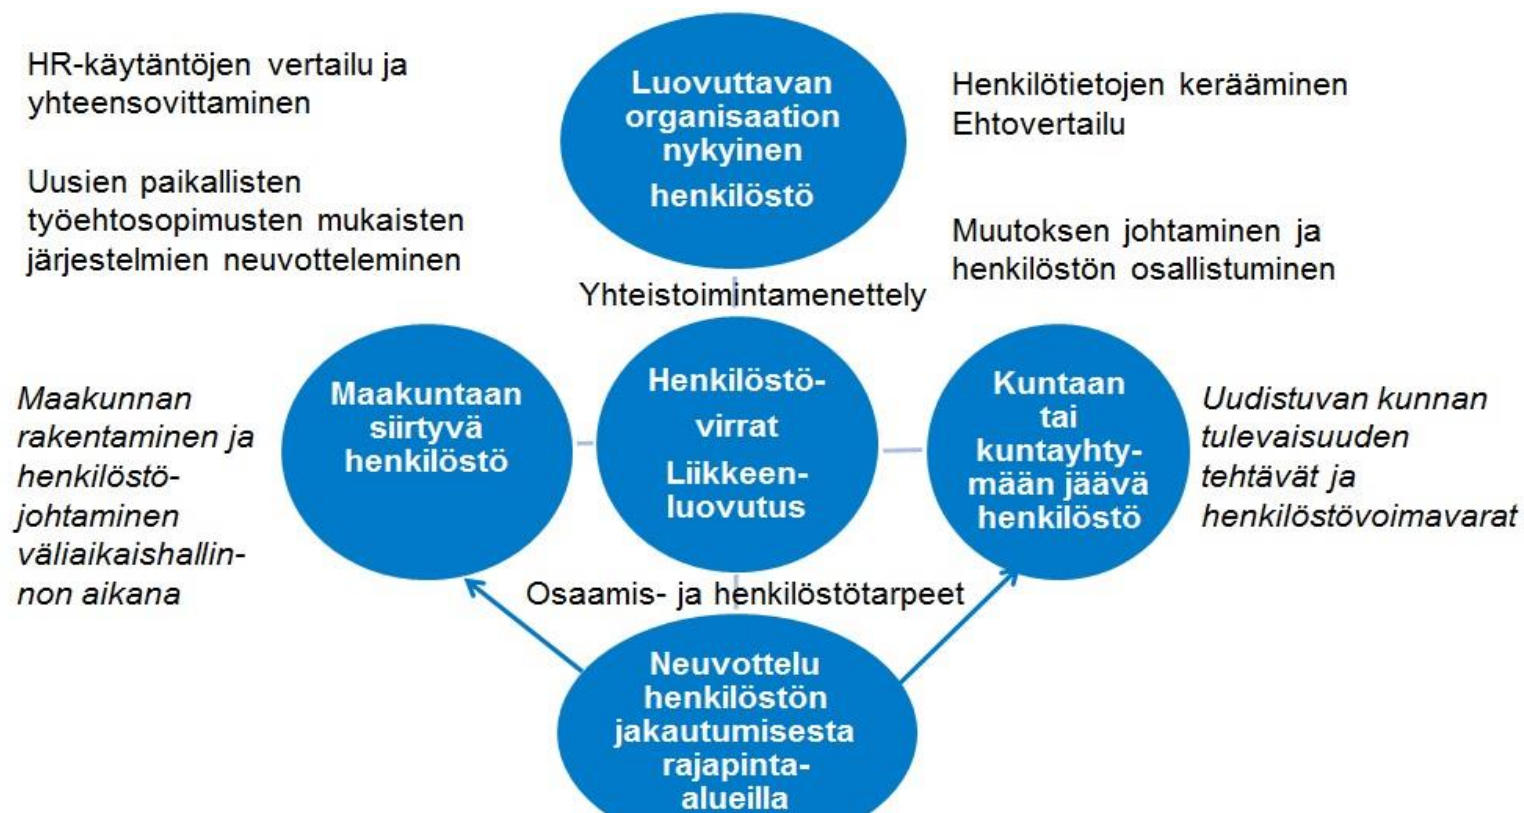 HR-käytäntöjen vertailu ja
yhteensovittaminen
Uusien paikallisten
työehtosopimusten mukaisten
järjestelmien neuvotteleminen
Luovuttavan
organisaation
nykyinen
henkilöstö
Henkilötietojen kerääminen
Ehtovertailu
Muutoksen johtaminen ja
henkilöstön osallistuminen
Yhteistoimintamenettely
Maakunnan
rakentaminen ja
henkilöstö-
johtaminen
väliaikaishallin-
non aikana
Maakuntaan
siirtyvä
henkilöstö
Henkilöstö-
virrat
Liikkeen-
luovutus
Kuntaan
tai
kuntayhty-
mään jäävä
henkilöstö
Uudistuvan kunnan
tulevaisuuden
tehtävät ja
henkilöstövoimavarat
Osaamis- ja henkilöstötarpeet
Neuvottelu
henkilöstön
jakautumisesta
rajapinta-
alueilla